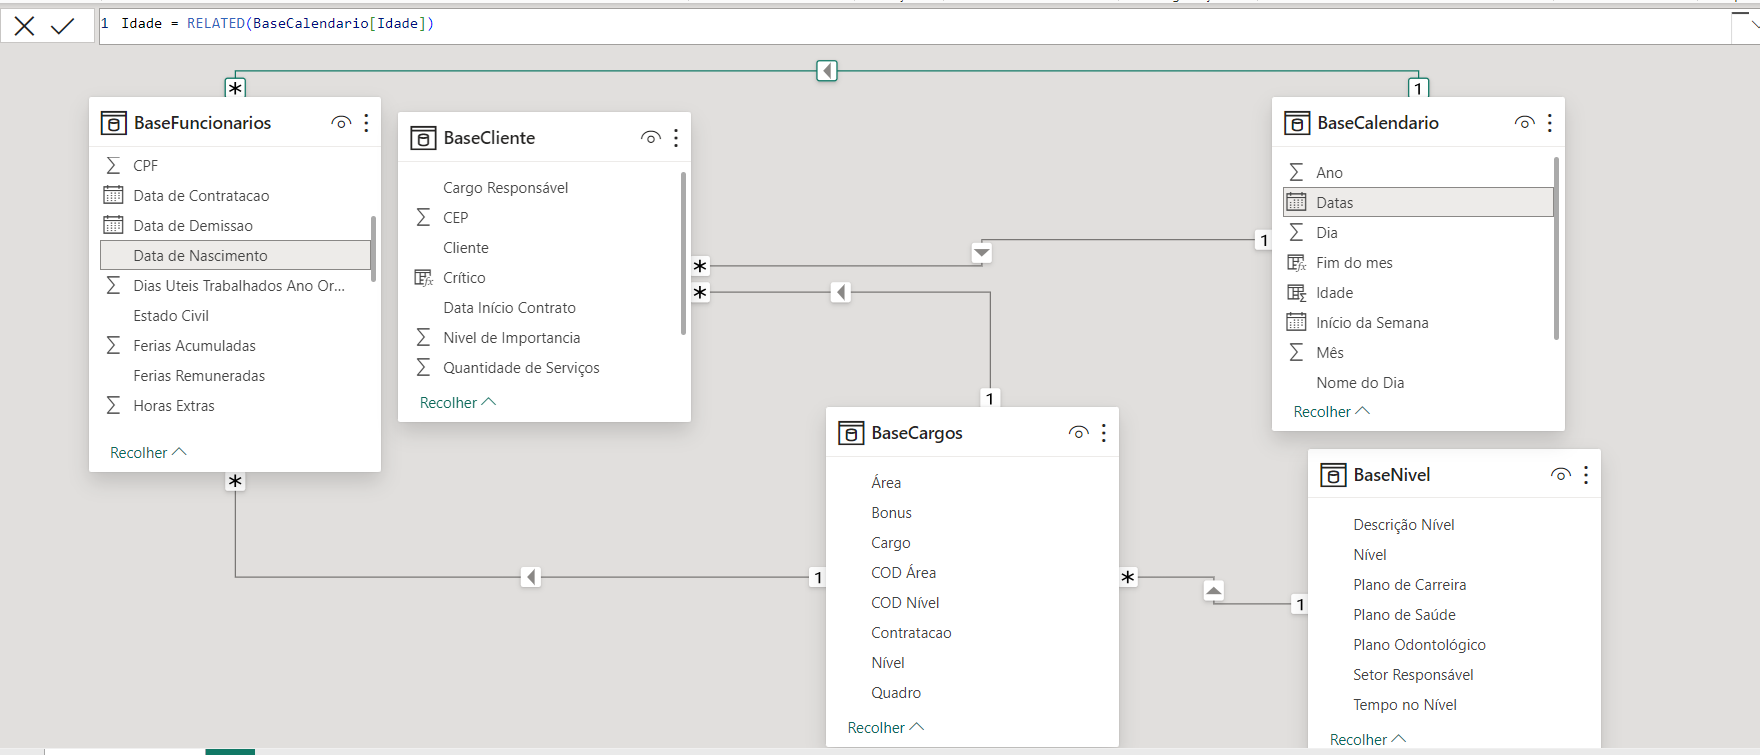 1 Idade = RELATED(BaseCalendario[Idade])
*
1
BaseFuncionarios
CPF
Data de Contratacao
Data de Demissao
Data de Nascimento
Dias Uteis Trabalhados Ano Or...
Estado Civil
Ferias Acumuladas
Ferias Remuneradas
Horas Extras
Recolher
*
BaseCliente
Cargo Responsável
CEP
Cliente
Crítico
Data Início Contrato
Nivel de Importancia
Quantidade de Serviços
Recolher
*
*
1
1
BaseCalendario
Ano
Datas
Dia
Fim do mes
Idade
Início da Semana
Mês
Nome do Dia
Recolher
BaseCargos
Área
Bonus
Cargo
COD Área
COD Nível
Contratacao
Nível
Quadro
Recolher
1
*
1
BaseNivel
Descrição Nível
Nível
Plano de Carreira
Plano de Saúde
Plano Odontológico
Setor Responsável
Tempo no Nível
Recolher